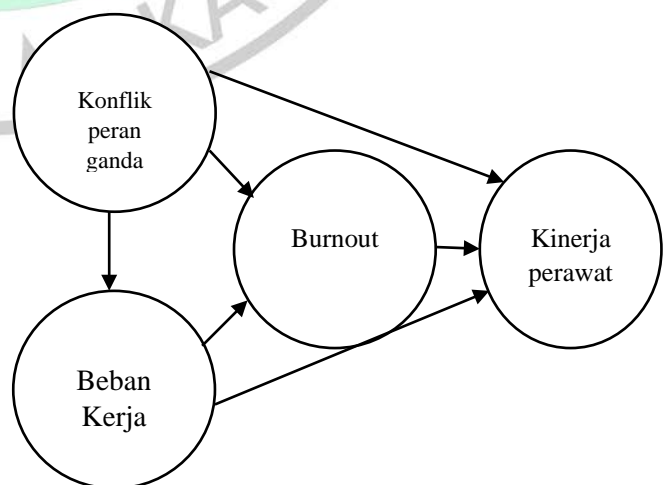 Konflik
peran
ganda
Burnout
Kinerja
perawat
Beban
Kerja